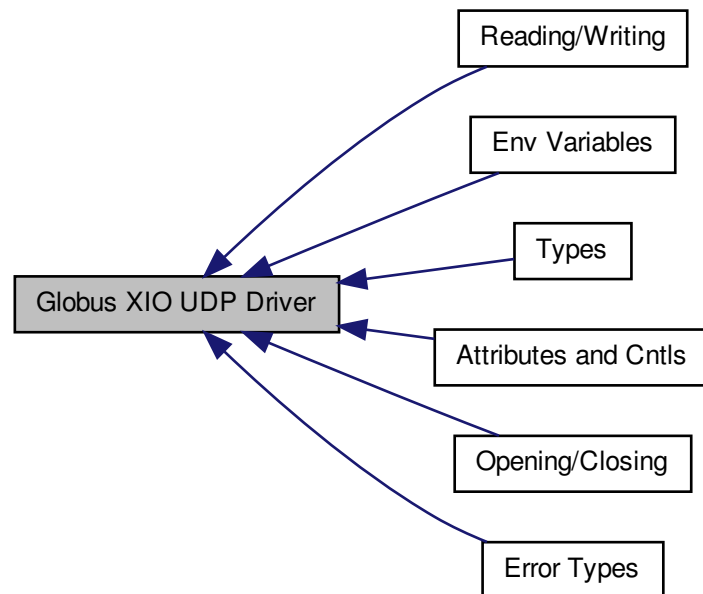 Reading/Writing
Env Variables
Types
Globus XIO UDP Driver
Attributes and Cntls
Opening/Closing
Error Types